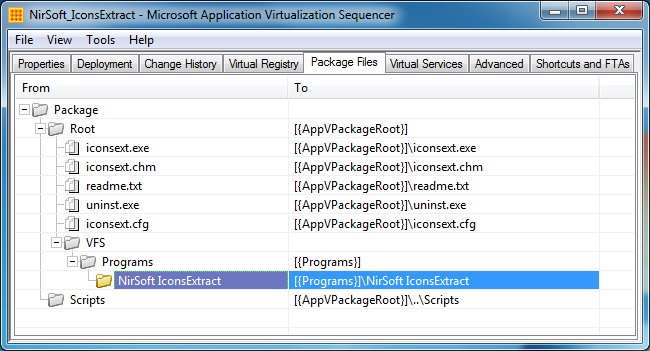 NirSoft_IconsExtract - Microsoft Application Virtualization Sequencer
File View Tools Help
Properties Deployment Change History Virtual Registry Package Files Virtual Services Advanced Shortcuts and FTAs
From To
Package
Root [{AppVPackageRoot}]
iconsext.exe [{AppVPackageRoot}]\iconsext.exe
iconsext.chm [{AppVPackageRoot}]\iconsext.chm
readme.txt [{AppVPackageRoot}]\readme.txt
uninst.exe [{AppVPackageRoot}]\uninst.exe
iconsext.cfg [{AppVPackageRoot}]\iconsext.cfg
VFS
Programs [{Programs}]
NirSoft IconsExtract [{Programs}]\NirSoft IconsExtract
Scripts [{AppVPackageRoot}]\..\Scripts